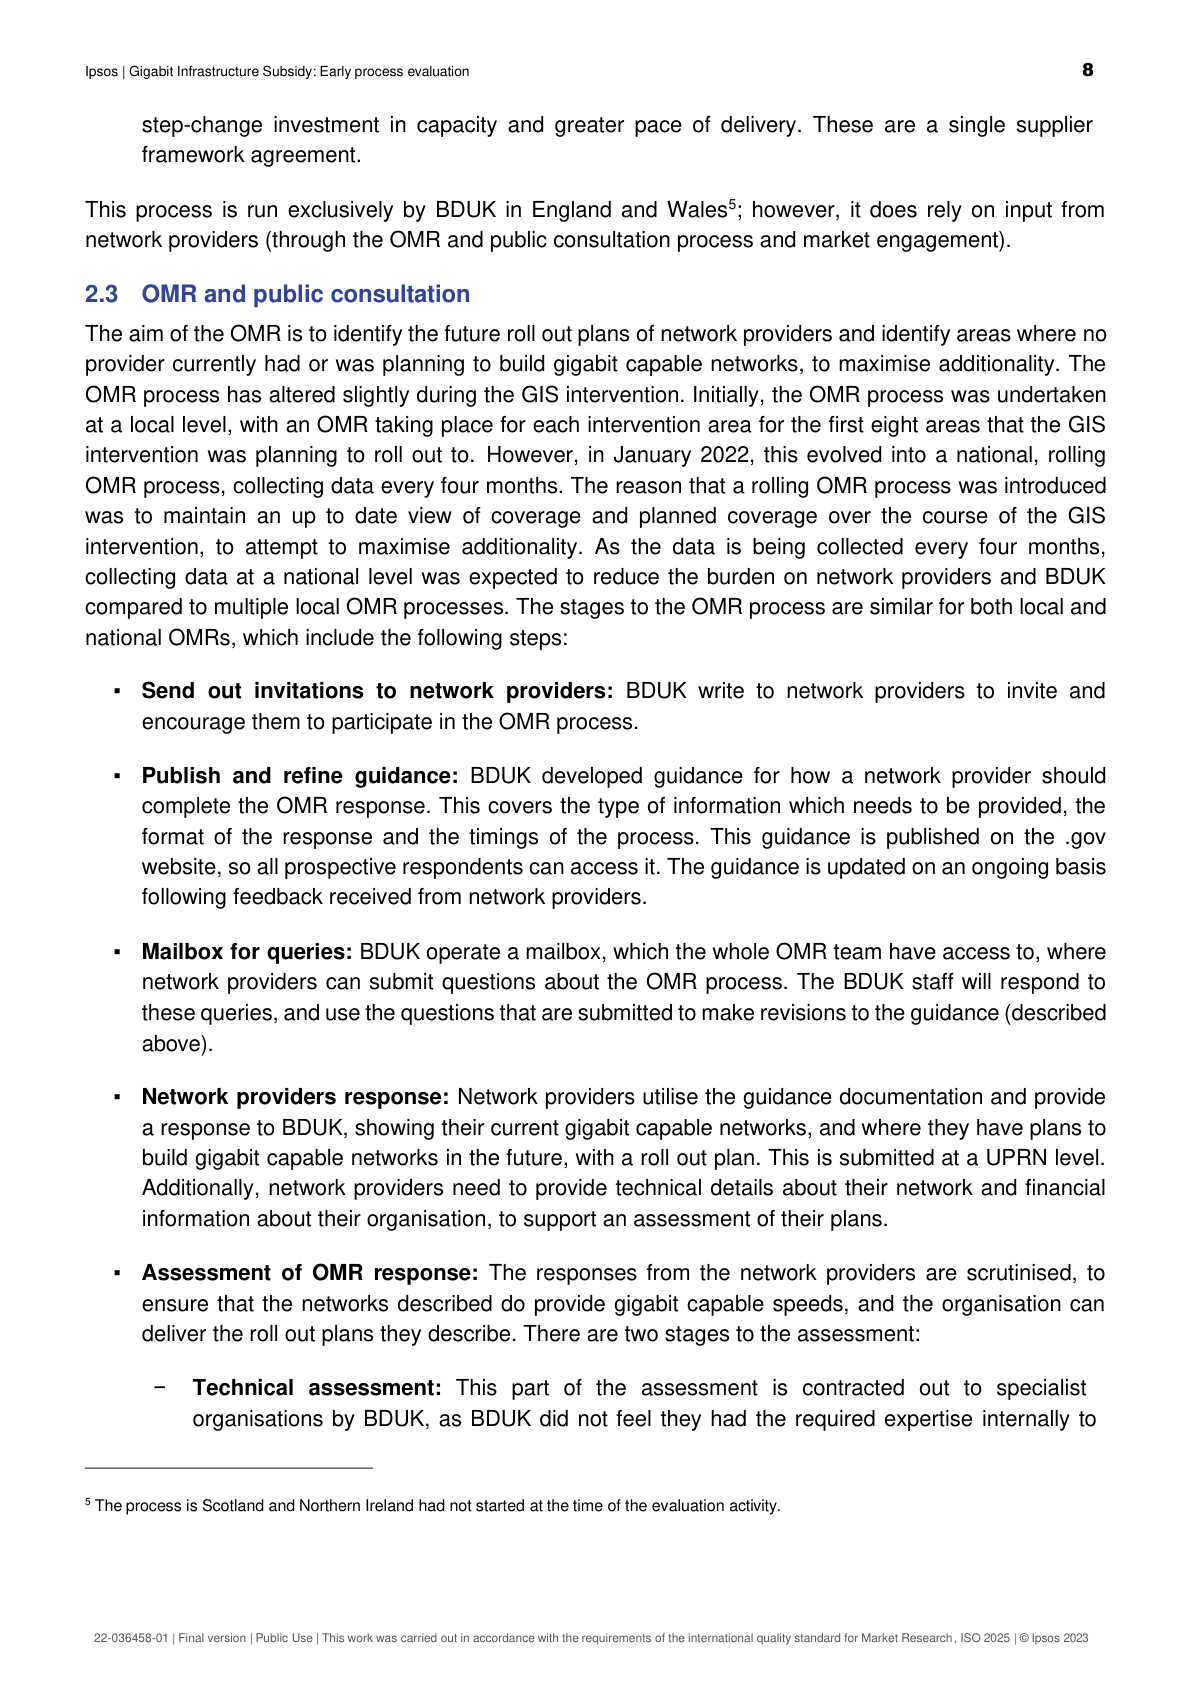 Ipsos | Gigabit Infrastructure Subsidy: Early process evaluation 8
step-change investment in capacity and greater pace of delivery. These are a single supplier
framework agreement.
This process is run exclusively by BDUK in England and Wales⁵; however, it does rely on input from
network providers (through the OMR and public consultation process and market engagement).
2.3 OMR and public consultation
The aim of the OMR is to identify the future roll out plans of network providers and identify areas where no
provider currently had or was planning to build gigabit capable networks, to maximise additionality. The
OMR process has altered slightly during the GIS intervention. Initially, the OMR process was undertaken
at a local level, with an OMR taking place for each intervention area for the first eight areas that the GIS
intervention was planning to roll out to. However, in January 2022, this evolved into a national, rolling
OMR process, collecting data every four months. The reason that a rolling OMR process was introduced
was to maintain an up to date view of coverage and planned coverage over the course of the GIS
intervention, to attempt to maximise additionality. As the data is being collected every four months,
collecting data at a national level was expected to reduce the burden on network providers and BDUK
compared to multiple local OMR processes. The stages to the OMR process are similar for both local and
national OMRs, which include the following steps:
▪ Send out invitations to network providers: BDUK write to network providers to invite and
encourage them to participate in the OMR process.
▪ Publish and refine guidance: BDUK developed guidance for how a network provider should
complete the OMR response. This covers the type of information which needs to be provided, the
format of the response and the timings of the process. This guidance is published on the .gov
website, so all prospective respondents can access it. The guidance is updated on an ongoing basis
following feedback received from network providers.
▪ Mailbox for queries: BDUK operate a mailbox, which the whole OMR team have access to, where
network providers can submit questions about the OMR process. The BDUK staff will respond to
these queries, and use the questions that are submitted to make revisions to the guidance (described
above).
▪ Network providers response: Network providers utilise the guidance documentation and provide
a response to BDUK, showing their current gigabit capable networks, and where they have plans to
build gigabit capable networks in the future, with a roll out plan. This is submitted at a UPRN level.
Additionally, network providers need to provide technical details about their network and financial
information about their organisation, to support an assessment of their plans.
▪ Assessment of OMR response: The responses from the network providers are scrutinised, to
ensure that the networks described do provide gigabit capable speeds, and the organisation can
deliver the roll out plans they describe. There are two stages to the assessment:
− Technical assessment: This part of the assessment is contracted out to specialist
organisations by BDUK, as BDUK did not feel they had the required expertise internally to
⁵ The process is Scotland and Northern Ireland had not started at the time of the evaluation activity.
22-036458-01 | Final version | Public Use | This work was carried out in accordance with the requirements of the international quality standard for Market Research, ISO 2025 | © Ipsos 2023